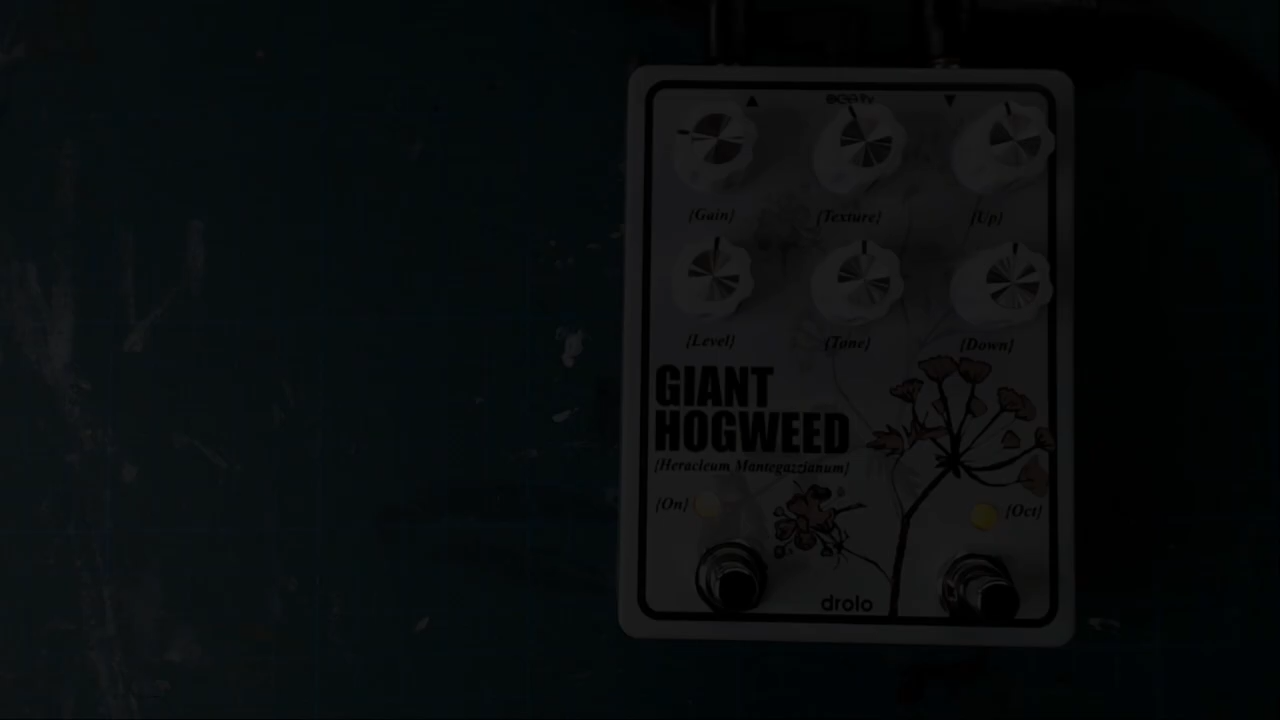 {Gain} {Texture} {Up}
{Level} {Tone} {Down}
GIANT
HOGWEED
{Heracleum Mantegazzianum}
{On} {Oct}
drolo